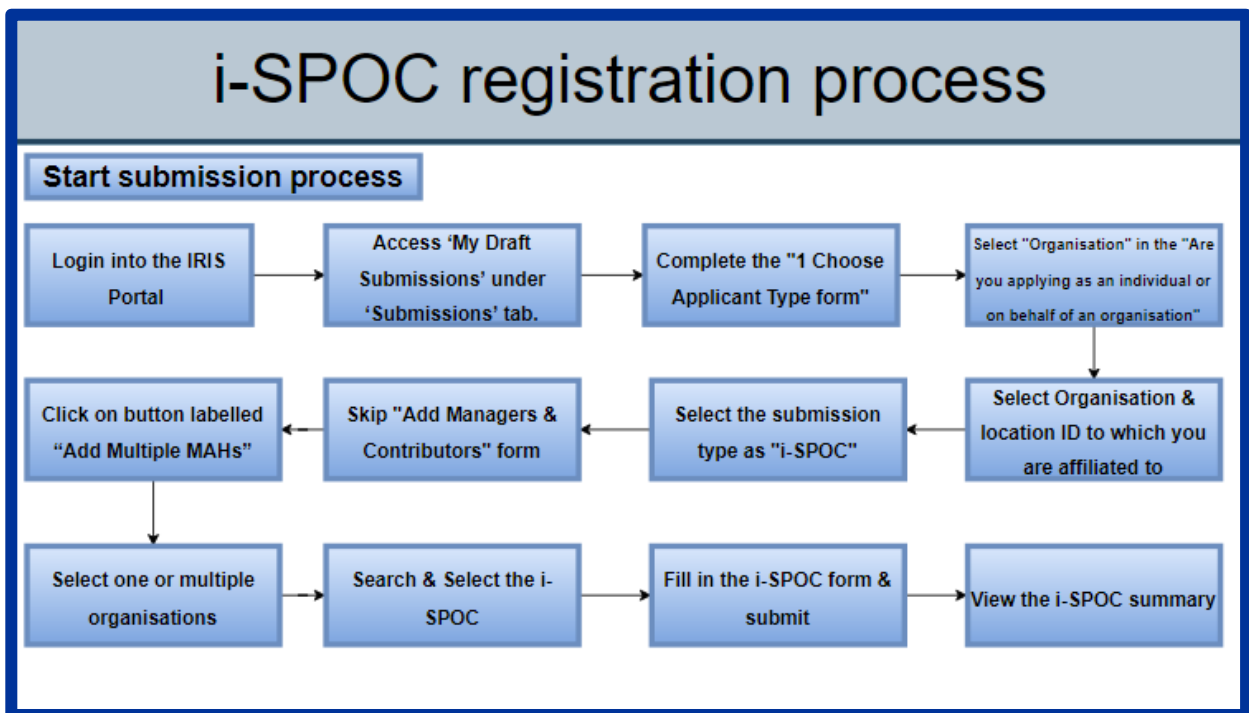 i-SPOC registration process
Start submission process
Login into the IRIS
Portal
Access ‘My Draft
Submissions’ under
‘Submissions’ tab.
Complete the "1 Choose
Applicant Type form"
Select "Organisation" in the "Are
you applying as an individual or
on behalf of an organisation"
Select Organisation &
location ID to which you
are affiliated to
Select the submission
type as "i-SPOC"
Skip "Add Managers &
Contributors" form
Click on button labelled
“Add Multiple MAHs”
Select one or multiple
organisations
Search & Select the i-
SPOC
Fill in the i-SPOC form &
submit
View the i-SPOC summary